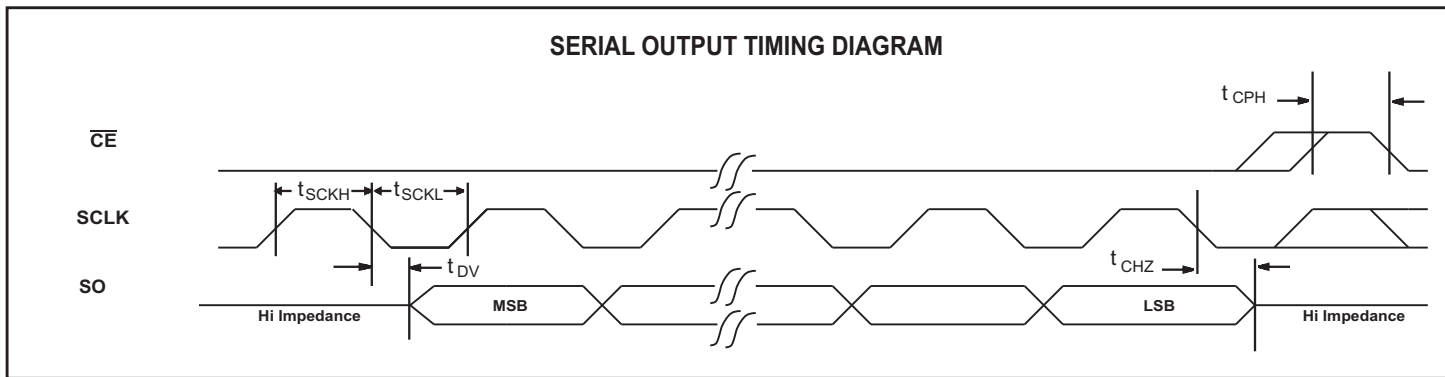 SERIAL OUTPUT TIMING DIAGRAM
t CPH
CE
t SCKH t SCKL
SCLK
t DV
t CHZ
SO
MSB
LSB
Hi Impedance
Hi Impedance